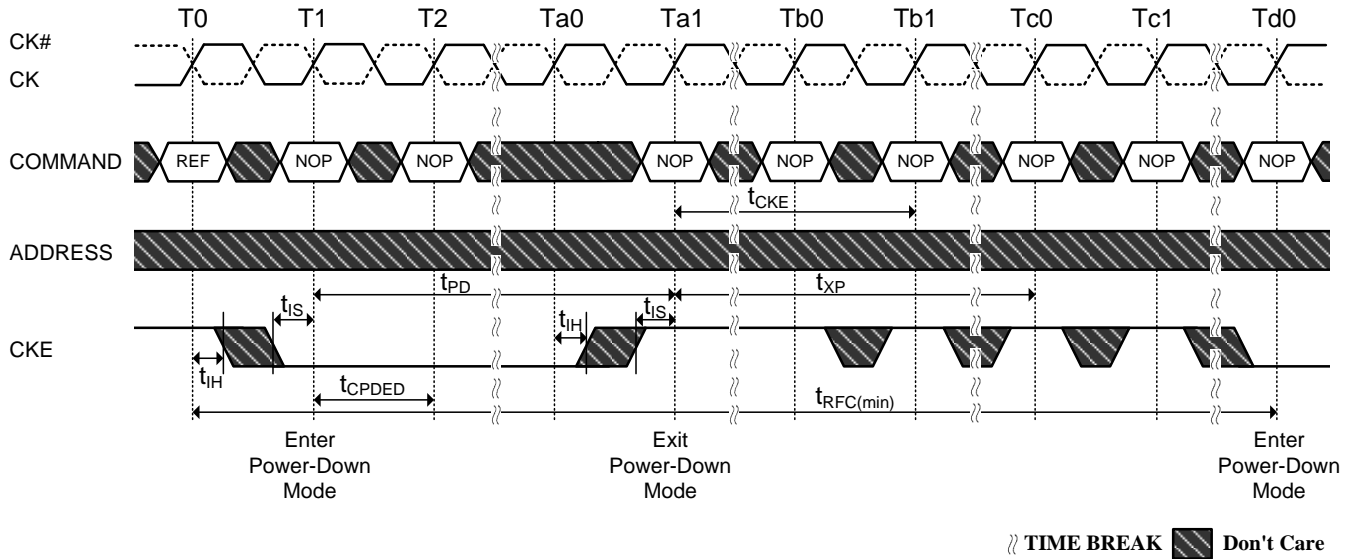 T0 T1 T2 Ta0 Ta1 Tb0 Tb1 Tc0 Tc1 Td0
CK#
CK
COMMAND REF NOP NOP NOP NOP NOP NOP NOP NOP
tCKE
ADDRESS
tPD tXP
tIS tIH tIS
CKE
tIH tCPDED tRFC(min)
Enter Power-Down Mode
Exit Power-Down Mode
Enter Power-Down Mode
TIME BREAK Don't Care